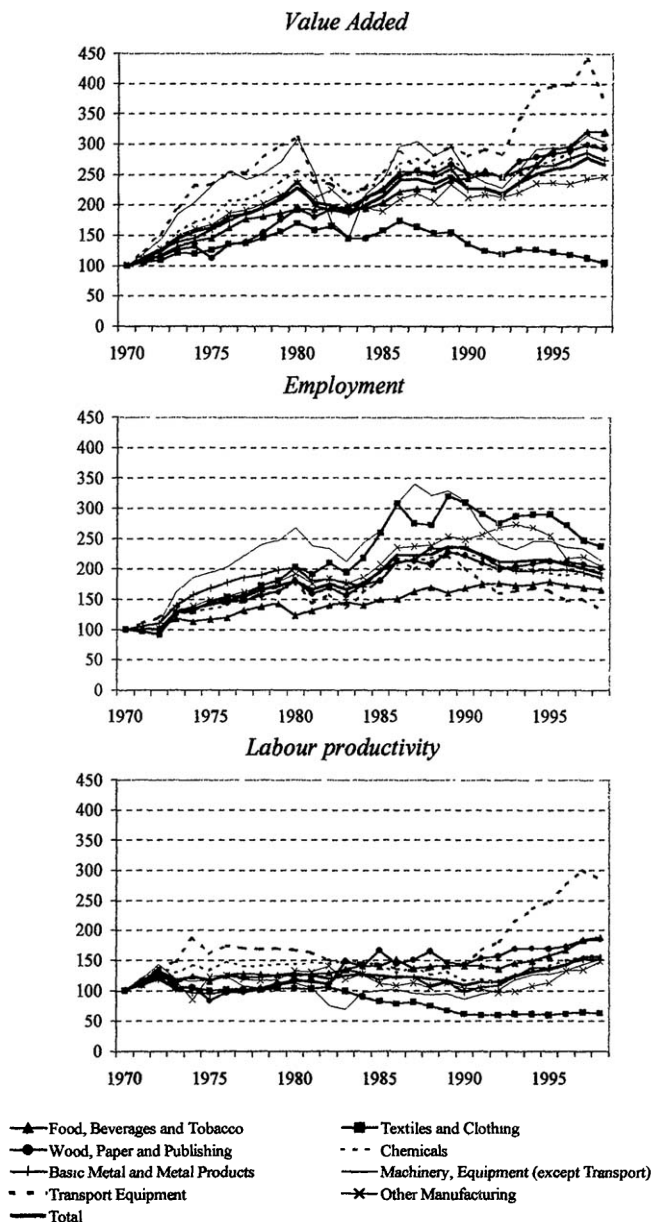 Value Added
450
400
350
300
250
200
150
100
50
0
1970 1975 1980 1985 1990 1995
Employment
450
400
350
300
250
200
150
100
50
0
1970 1975 1980 1985 1990 1995
Labour productivity
450
400
350
300
250
200
150
100
50
0
1970 1975 1980 1985 1990 1995
Food, Beverages and Tobacco Textiles and Clothing
Wood, Paper and Publishing Chemicals
Basic Metal and Metal Products Machinery, Equipment (except Transport)
Transport Equipment Other Manufacturing
Total